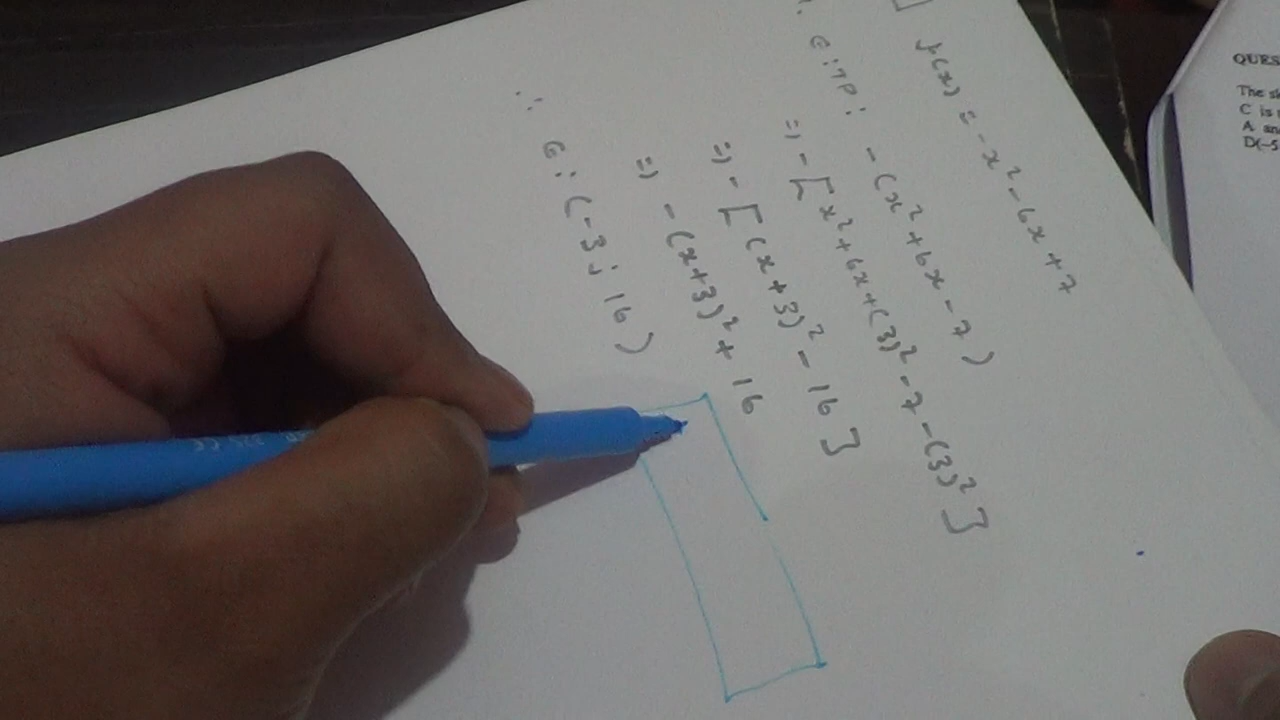 f(x) = -x² - 6x + 7
E: TP: -(x² + 6x - 7)
=> -[x² + 6x + (3)² - 7 - (3)²]
=> -[(x+3)² - 16]
=> -(x+3)² + 16
∴ E: (-3; 16)
QUES
The
C is
A an
D(-5